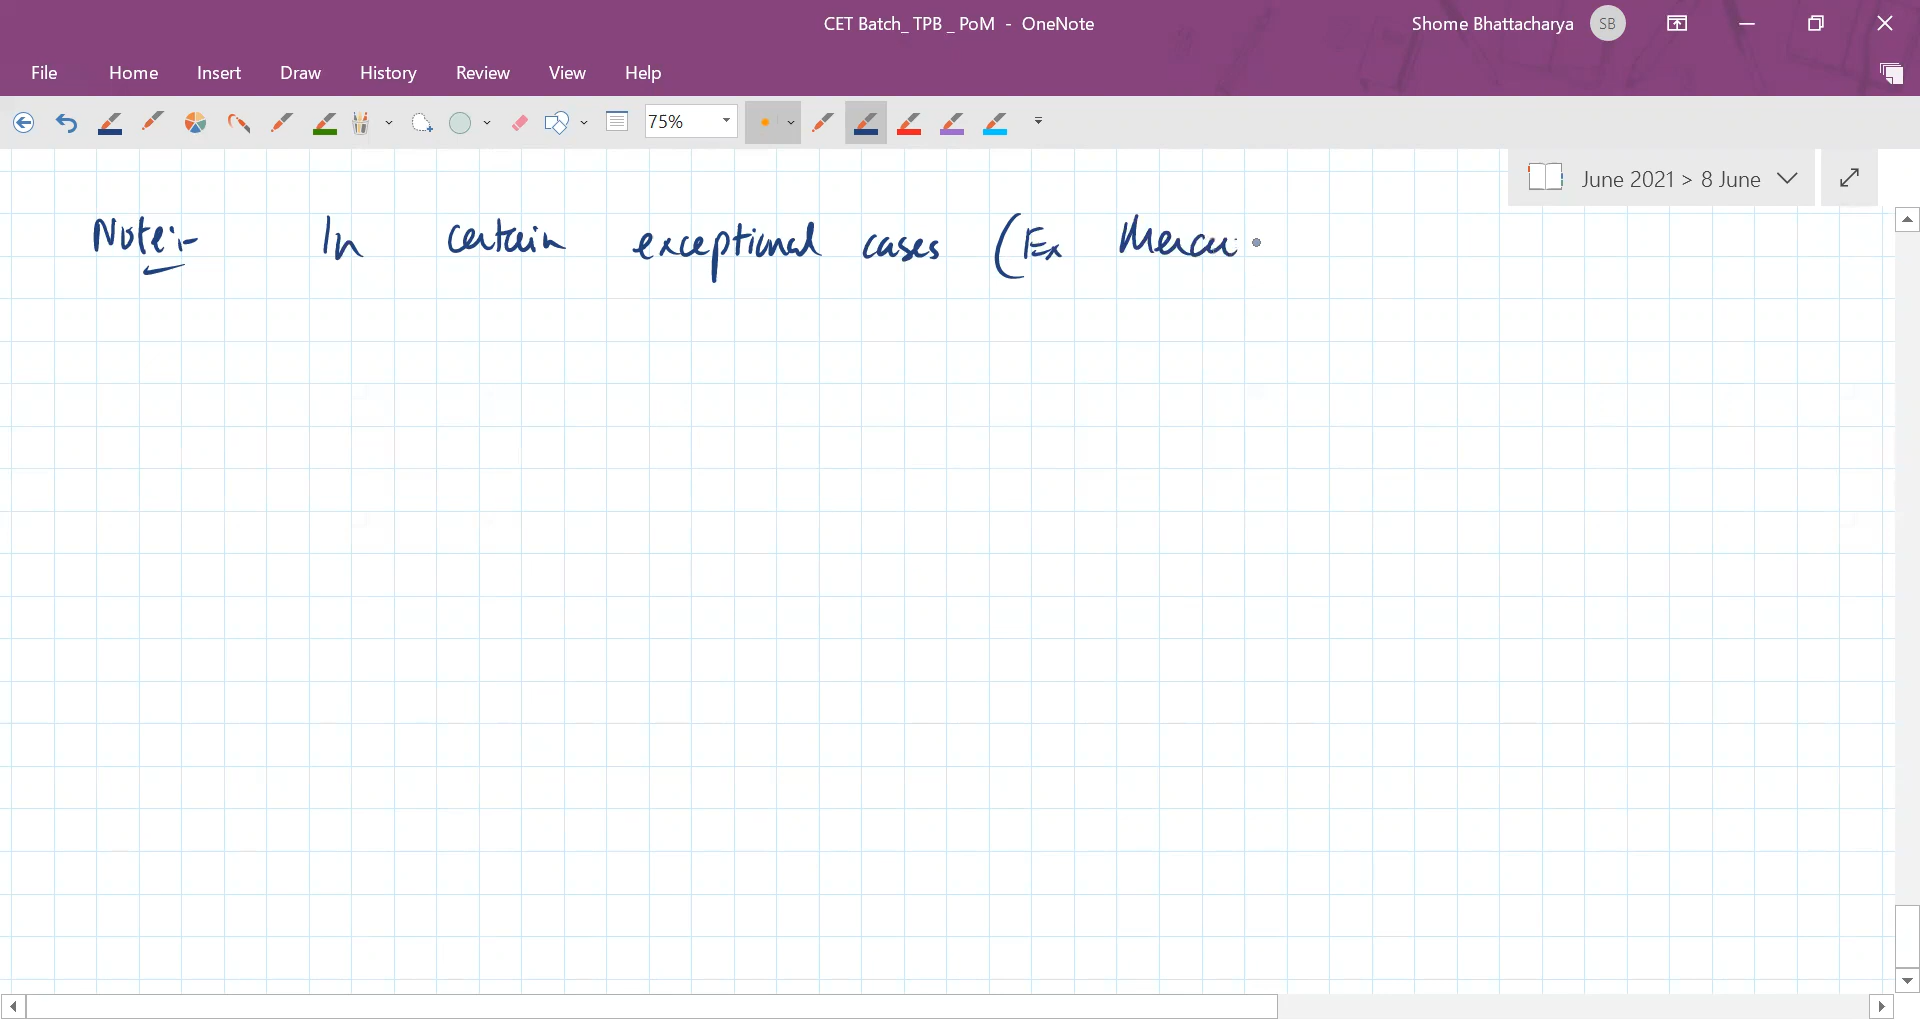 CET Batch_ TPB _ PoM - OneNote
Shome Bhattacharya SB
File Home Insert Draw History Review View Help
75%
June 2021 > 8 June
Note:- In certain exceptional cases (Ex Mercu